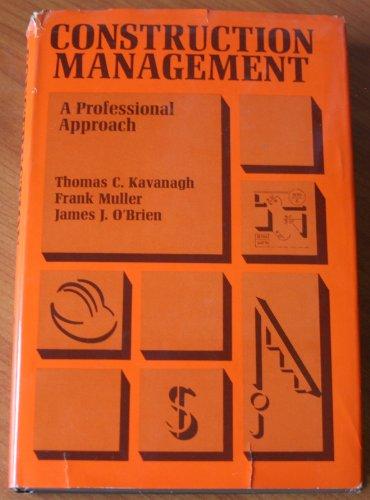 CONSTRUCTION
MANAGEMENT
A Professional
Approach
Thomas C. Kavanagh
Frank Muller
James J. O'Brien
$